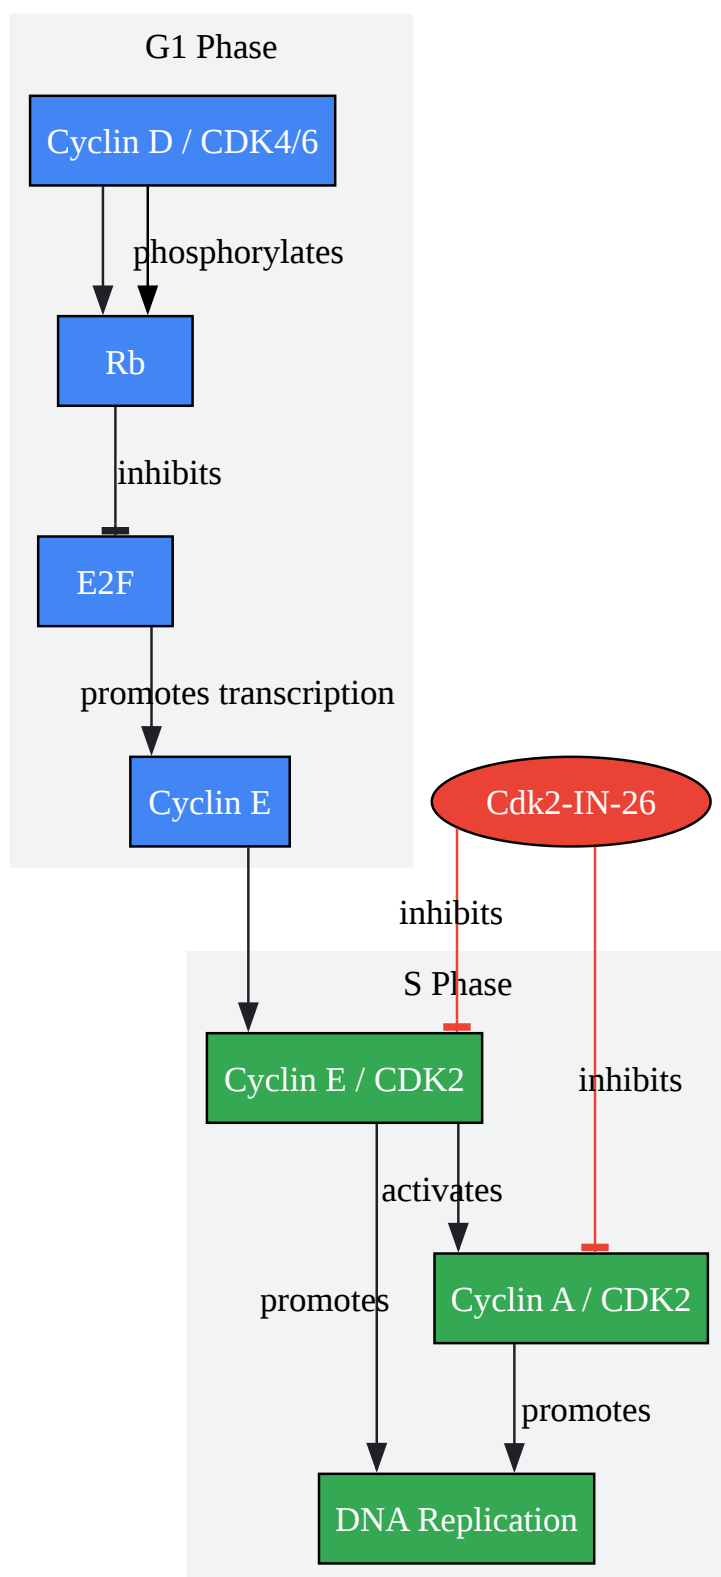 G1 Phase
Cyclin D / CDK4/6
phosphorylates
Rb
inhibits
E2F
promotes transcription
Cyclin E
Cdk2-IN-26
inhibits
S Phase
Cyclin E / CDK2
inhibits
activates
promotes
Cyclin A / CDK2
promotes
DNA Replication